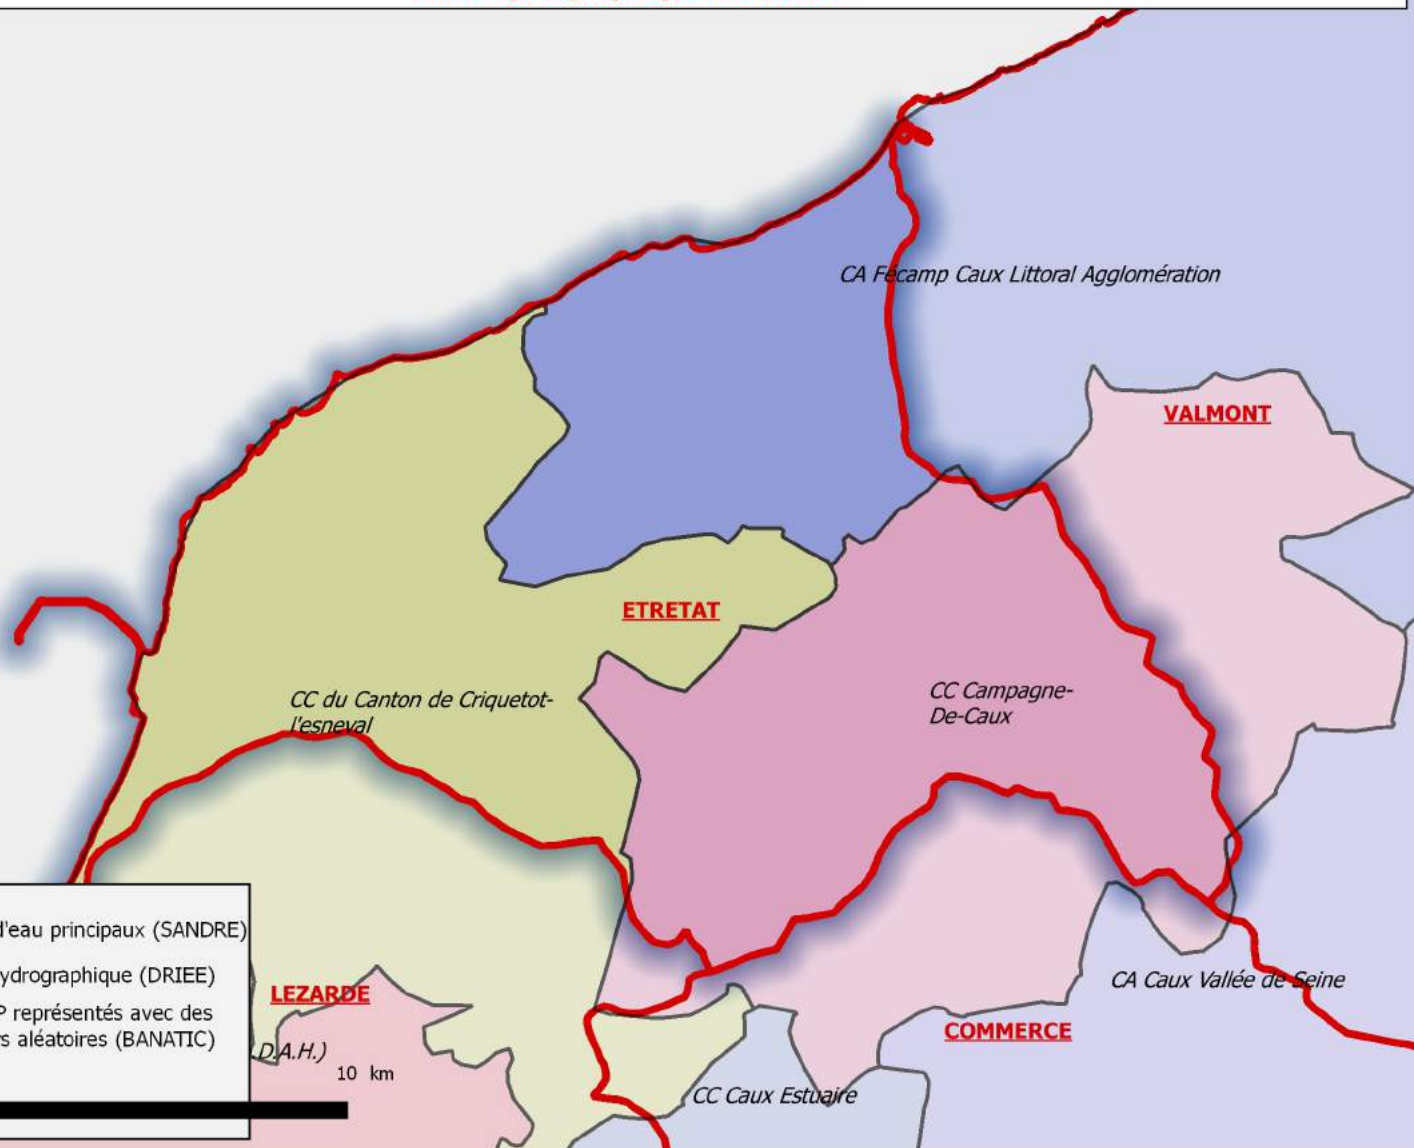 CA Fécamp Caux Littoral Agglomération
VALMONT
ETRETAT
CC du Canton de Criquetot-
l'esneval
CC Campagne-
De-Caux
d'eau principaux (SANDRE)
ydrographique (DRIEE)
P représentés avec des
rs aléatoires (BANATIC)
LEZARDE
D.A.H.)
10 km
CA Caux Vallée de Seine
COMMERCE
CC Caux Estuaire